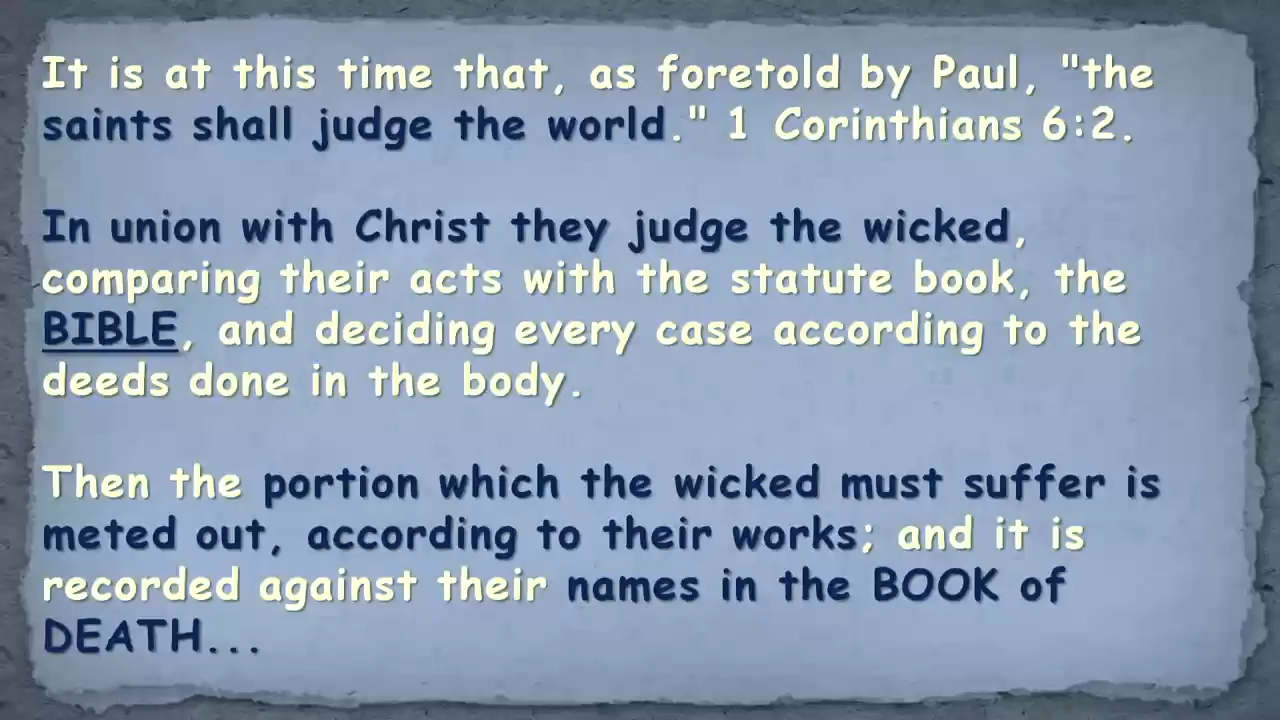 It is at this time that, as foretold by Paul, "the
saints shall judge the world." 1 Corinthians 6:2.
In union with Christ they judge the wicked,
comparing their acts with the statute book, the
BIBLE, and deciding every case according to the
deeds done in the body.
Then the portion which the wicked must suffer is
meted out, according to their works; and it is
recorded against their names in the BOOK of
DEATH...